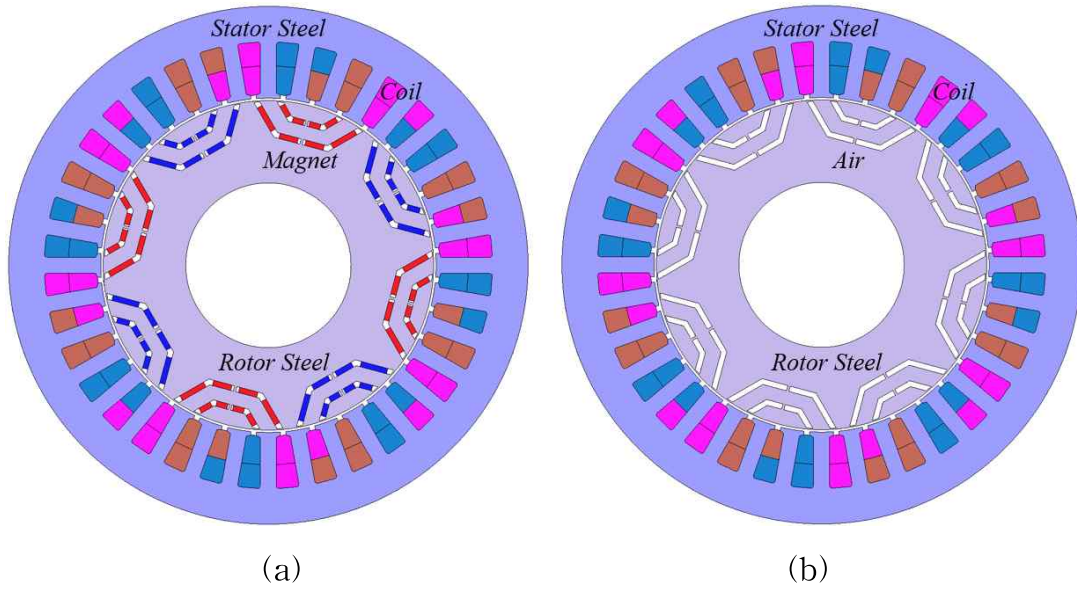 Stator Steel
Coil
Magnet
Rotor Steel
(a)
Stator Steel
Coil
Air
Rotor Steel
(b)